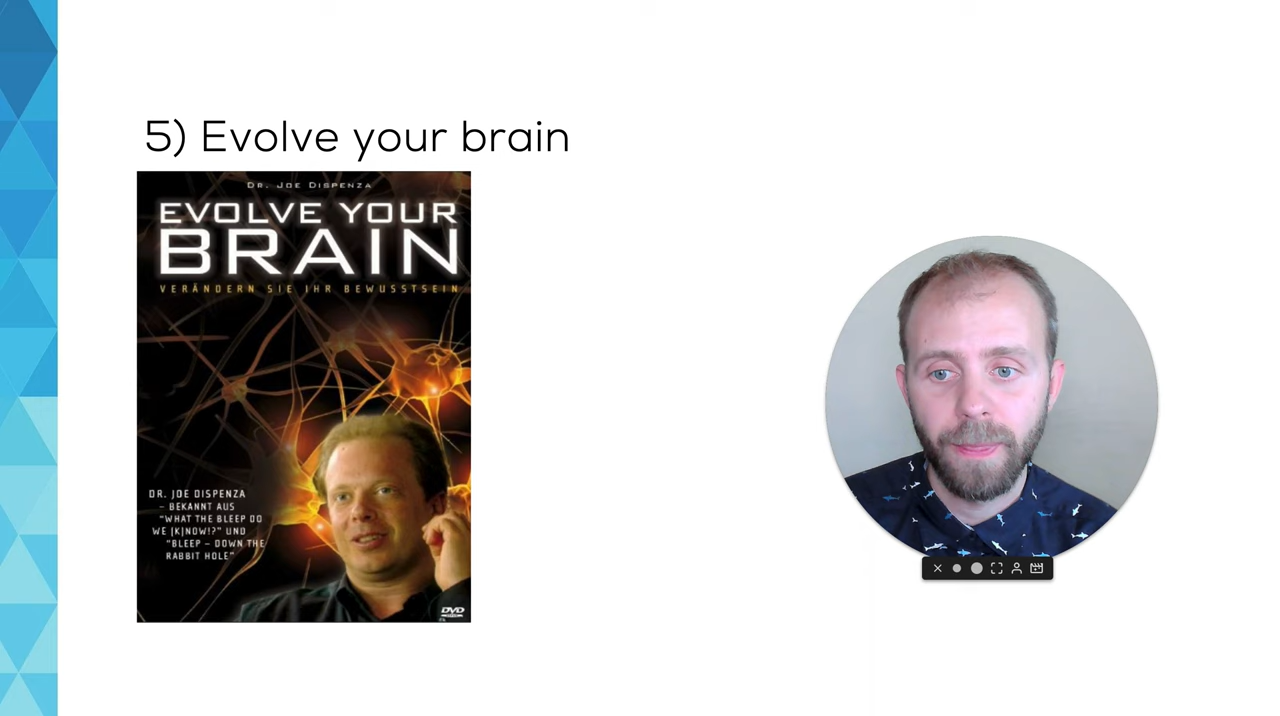 5) Evolve your brain
DR. JOE DISPENZA
EVOLVE YOUR
BRAIN
VERÄNDERN SIE IHR BEWUSSTSEIN
DR. JOE DISPENZA
– BEKANNT AUS
"WHAT THE BLEEP DO
WE (K)NOW!?" UND
"BLEEP – DOWN THE
RABBIT HOLE"
DVD